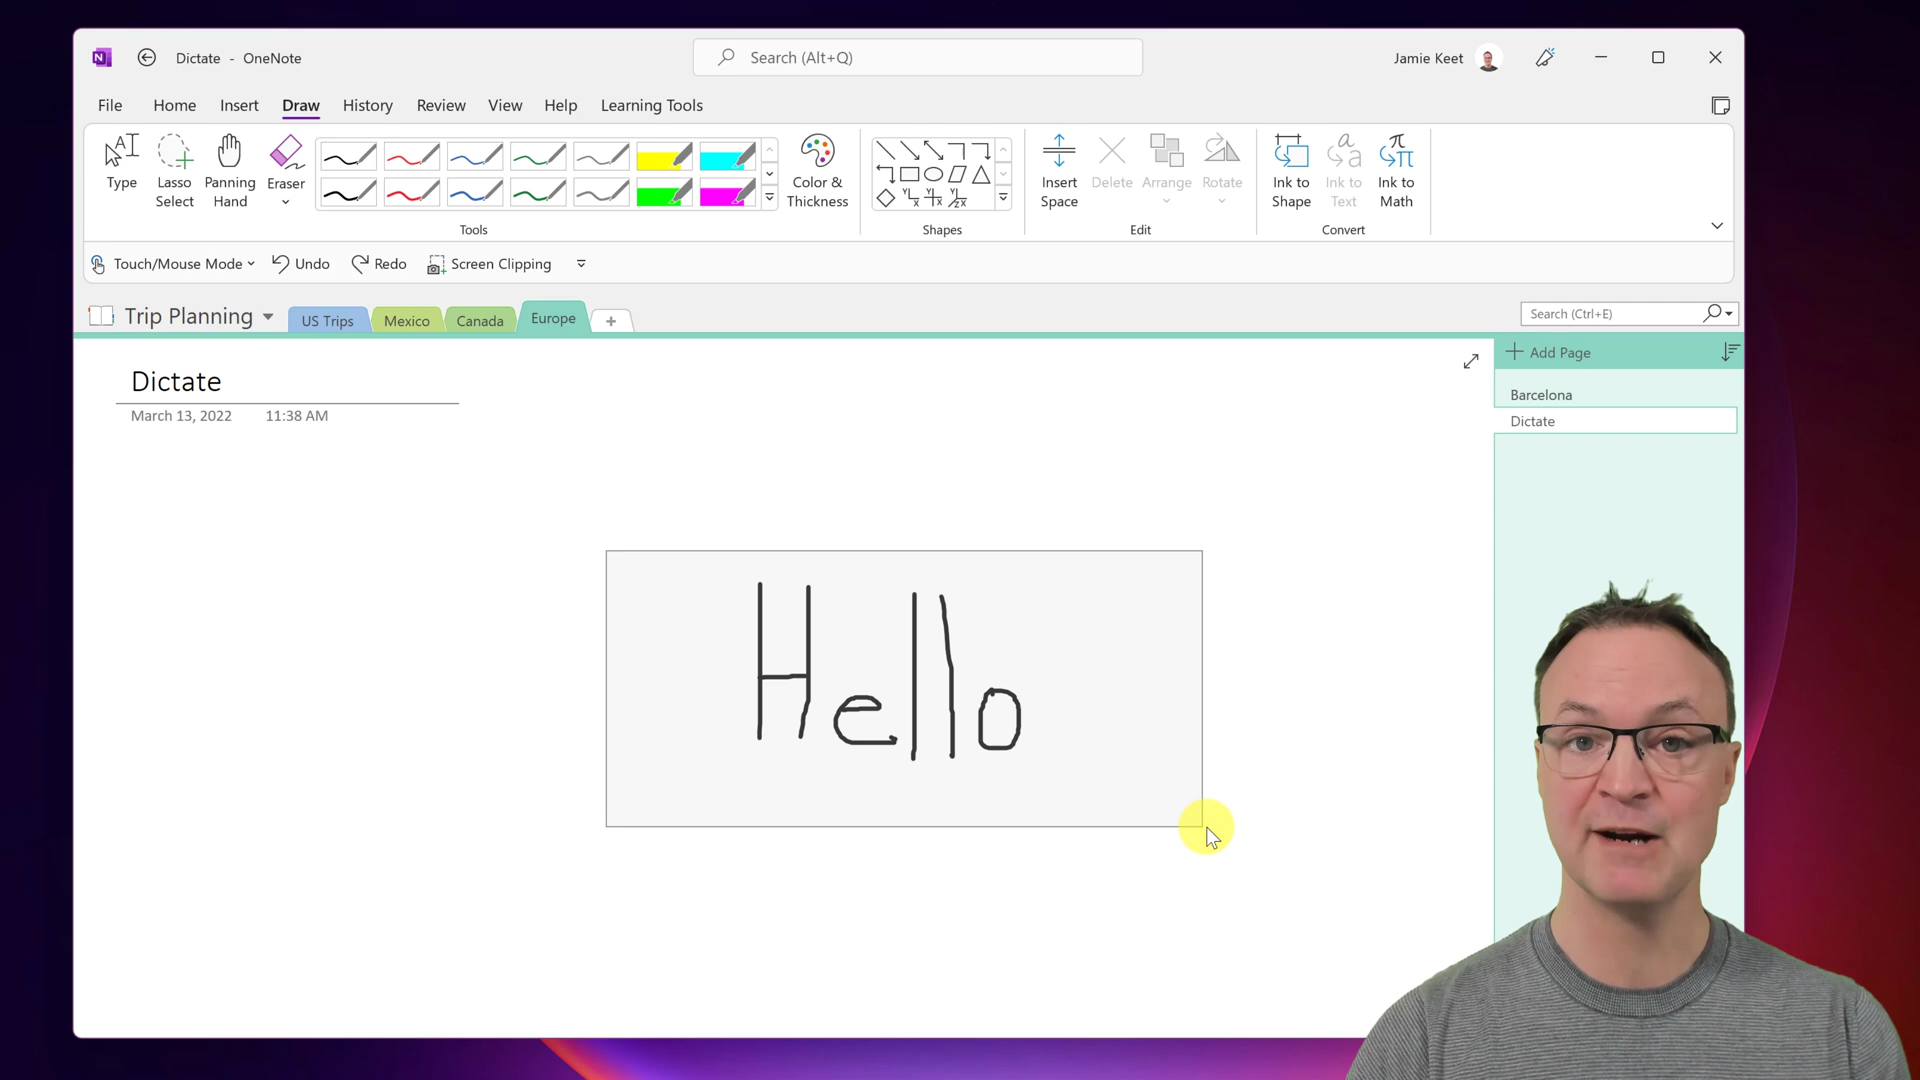 N
Dictate - OneNote
Search (Alt+Q)
Jamie Keet
File Home Insert Draw History Review View Help Learning Tools
Type
Lasso Select
Panning Hand
Eraser
Color & Thickness
Insert Space
Delete
Arrange
Rotate
Ink to Shape
Ink to Text
Ink to Math
Tools
Shapes
Edit
Convert
Touch/Mouse Mode
Undo
Redo
Screen Clipping
Trip Planning
US Trips
Mexico
Canada
Europe
Search (Ctrl+E)
Dictate
March 13, 2022 11:38 AM
Add Page
Barcelona
Dictate
Hello